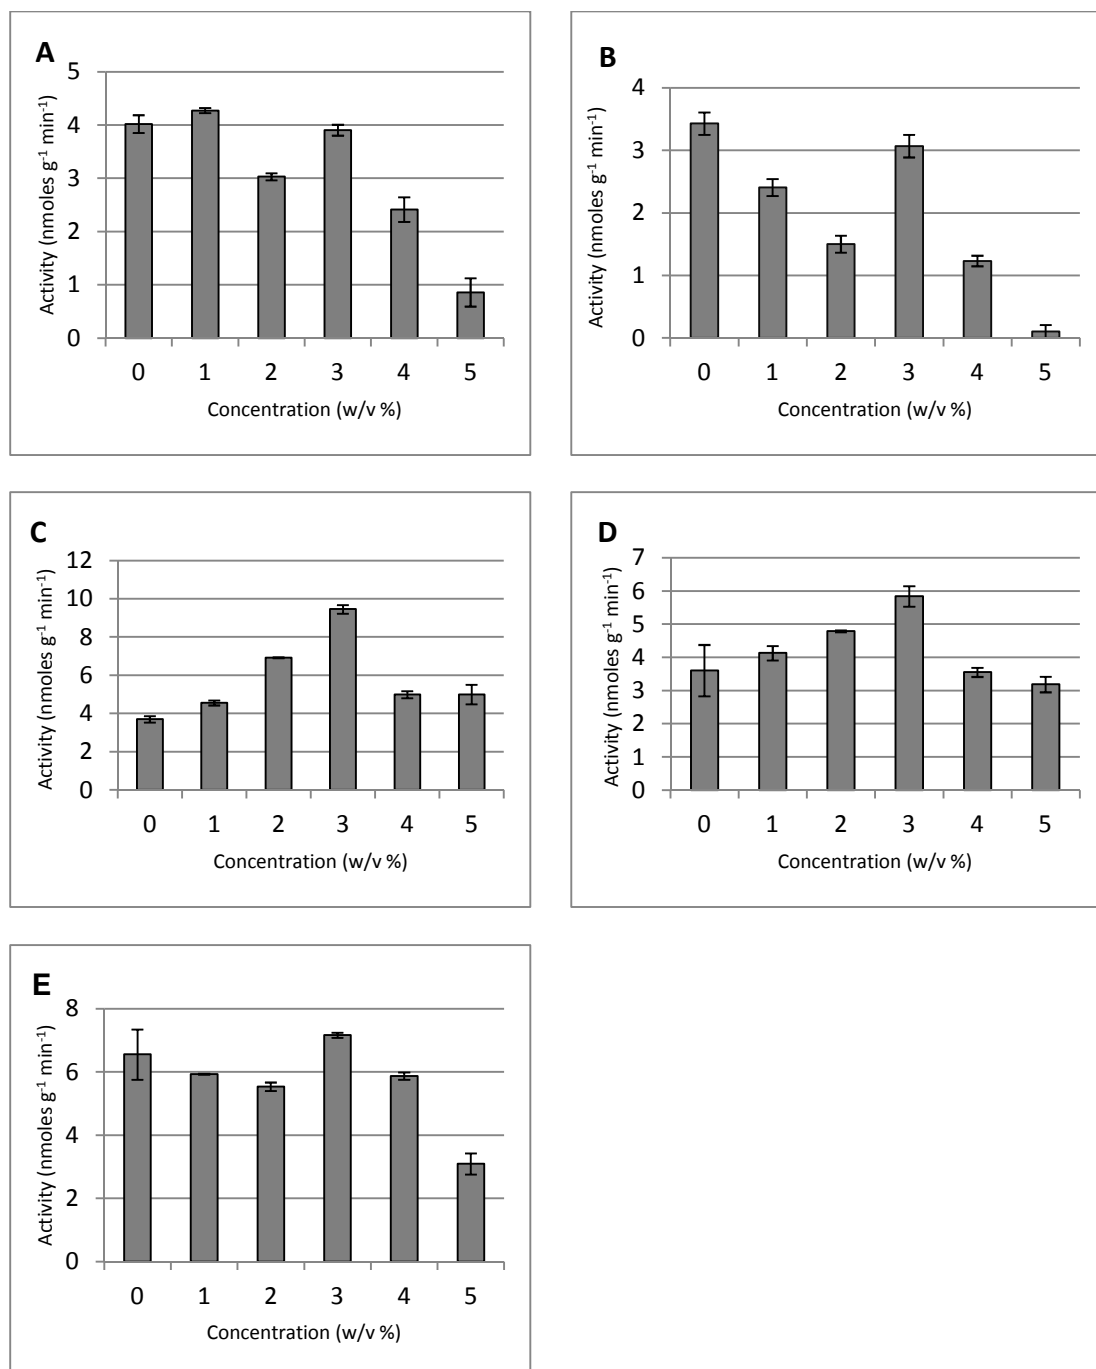 A
Activity (nmoles g⁻¹ min⁻¹)
5
4
3
2
1
0
0 1 2 3 4 5
Concentration (w/v %)
B
Activity (nmoles g⁻¹ min⁻¹)
4
3
2
1
0
0 1 2 3 4 5
Concentration (w/v %)
C
Activity (nmoles g⁻¹ min⁻¹)
12
10
8
6
4
2
0
0 1 2 3 4 5
Concentration (w/v %)
D
Activity (nmoles g⁻¹ min⁻¹)
7
6
5
4
3
2
1
0
0 1 2 3 4 5
Concentration (w/v %)
E
Activity (nmoles g⁻¹ min⁻¹)
8
6
4
2
0
0 1 2 3 4 5
Concentration (w/v %)